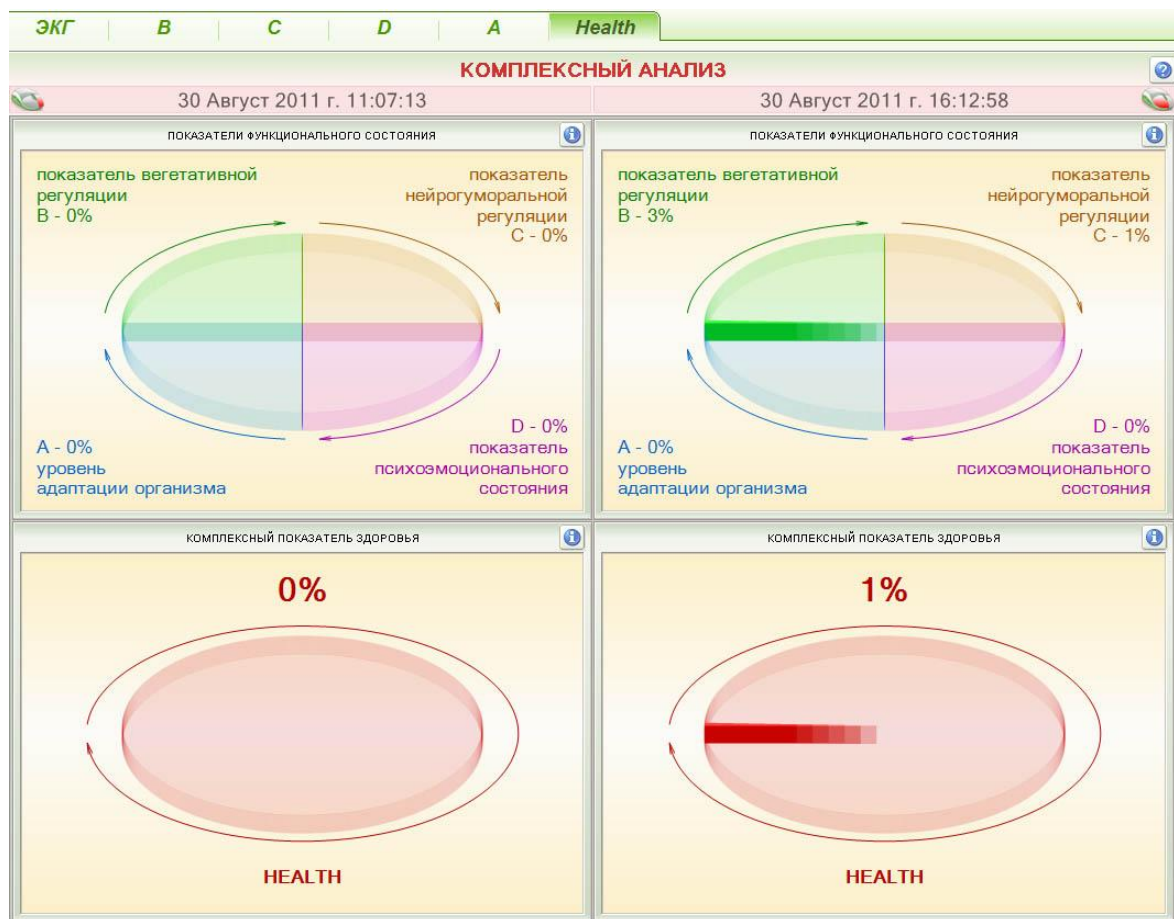 ЭКГ
B
C
D
A
Health
КОМПЛЕКСНЫЙ АНАЛИЗ
30 Август 2011 г. 11:07:13
30 Август 2011 г. 16:12:58
ПОКАЗАТЕЛИ ФУНКЦИОНАЛЬНОГО СОСТОЯНИЯ
показатель вегетативной
регуляции
B - 0%
показатель
нейрогуморальной
регуляции
C - 0%
A - 0%
уровень
адаптации организма
D - 0%
показатель
психоэмоционального
состояния
ПОКАЗАТЕЛИ ФУНКЦИОНАЛЬНОГО СОСТОЯНИЯ
показатель вегетативной
регуляции
B - 3%
показатель
нейрогуморальной
регуляции
C - 1%
A - 0%
уровень
адаптации организма
D - 0%
показатель
психоэмоционального
состояния
КОМПЛЕКСНЫЙ ПОКАЗАТЕЛЬ ЗДОРОВЬЯ
0%
HEALTH
КОМПЛЕКСНЫЙ ПОКАЗАТЕЛЬ ЗДОРОВЬЯ
1%
HEALTH